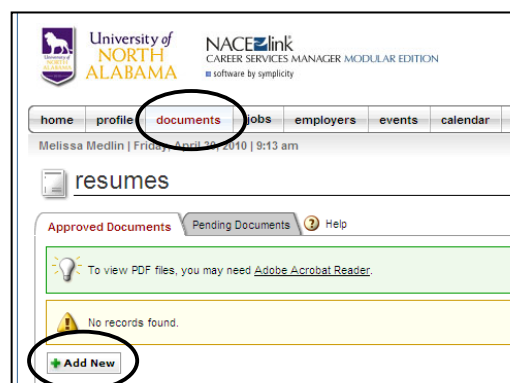 University of
NORTH
ALABAMA
NACElink
CAREER SERVICES MANAGER MODULAR EDITION
software by symplicity
home profile documents jobs employers events calendar
Melissa Medlin | Friday, April 30, 2010 | 9:13 am
resumes
Approved Documents Pending Documents ? Help
To view PDF files, you may need Adobe Acrobat Reader.
No records found.
Add New